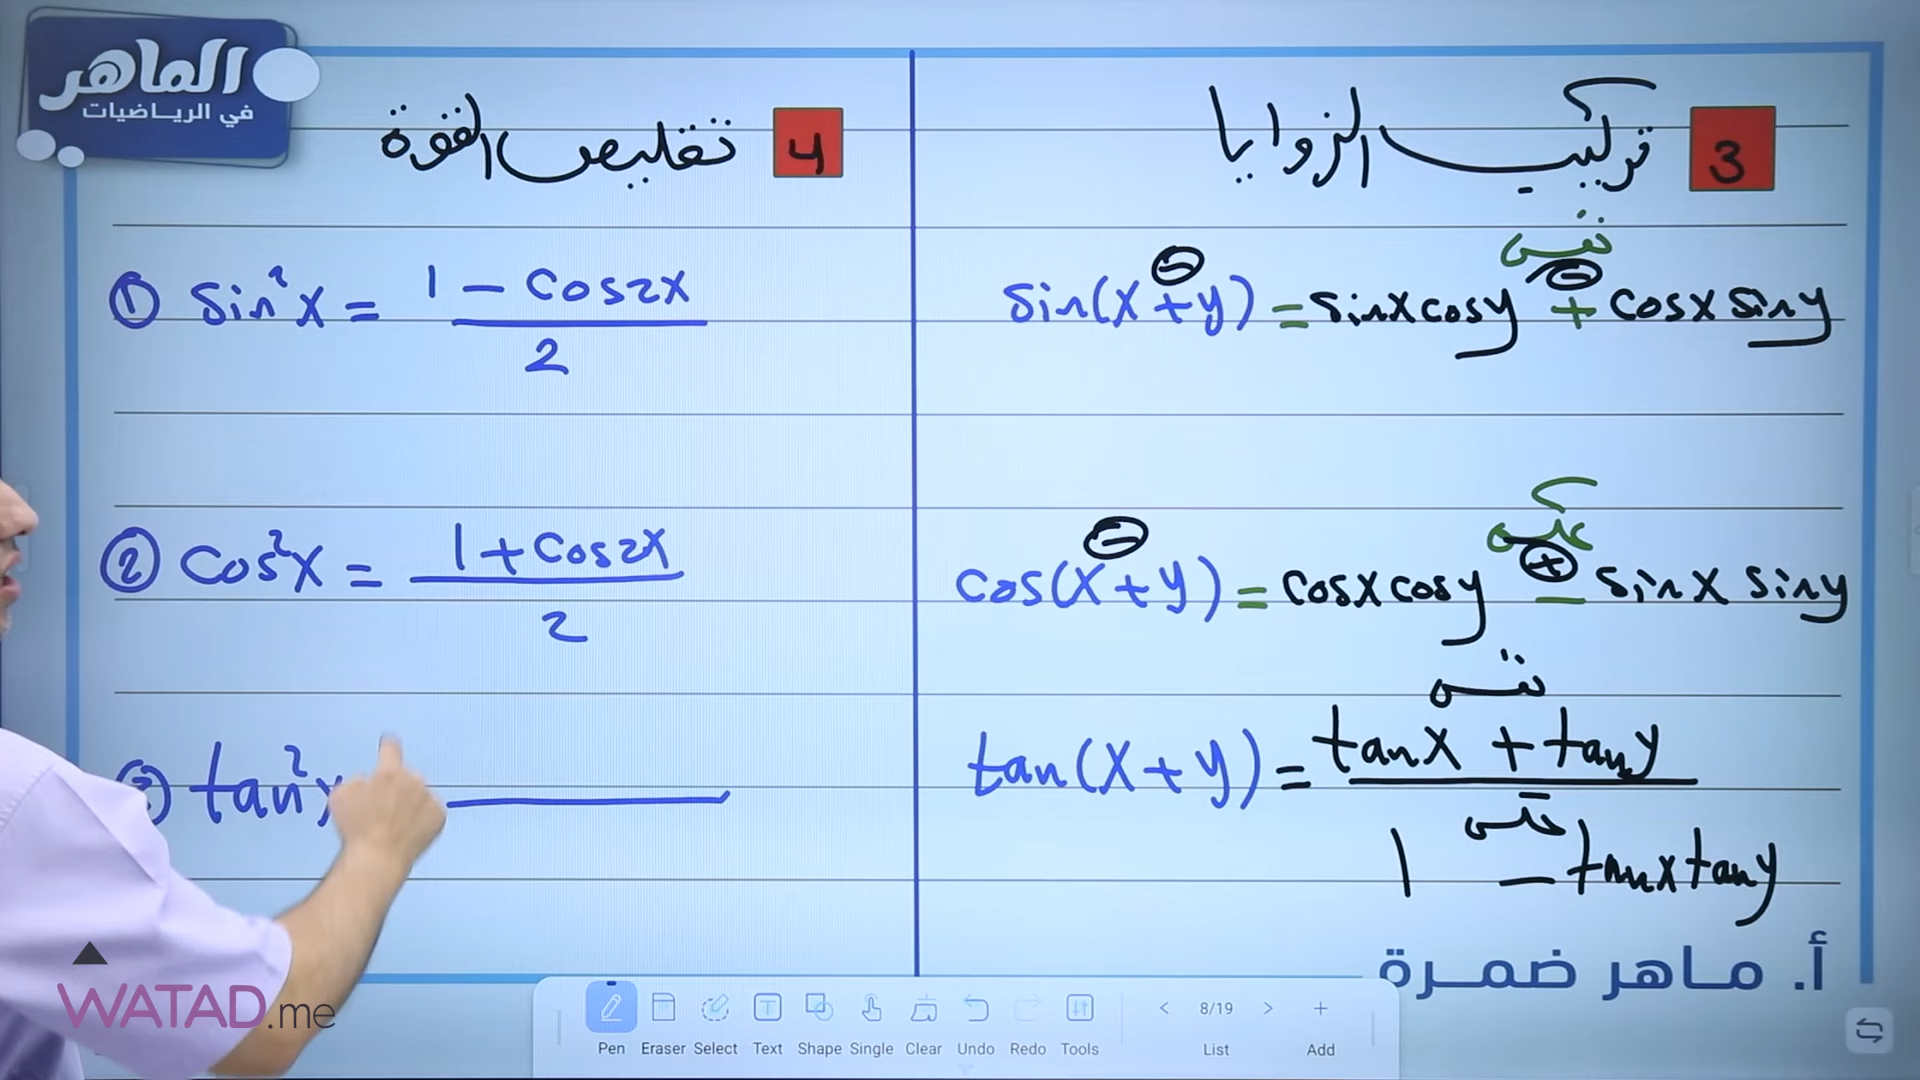 الماهر
في الرياضيات
3 تركيب الزوايا
نفس
sin(x + y) = sinx cosy + cosx siny
عكس
cos(x + y) = cosx cosy − sinx siny
نفس
tan(x + y) = tanx + tany
عكس
1 − tanx tany
4 تقليص القوة
① sin²x = 1 − cos2x
2
② cos²x = 1 + cos2x
2
tan²x
أ. ماهر ضمرة
WATAD.me
Pen Eraser Select Text Shape Single Clear Undo Redo Tools
< 8/19 > +
List Add